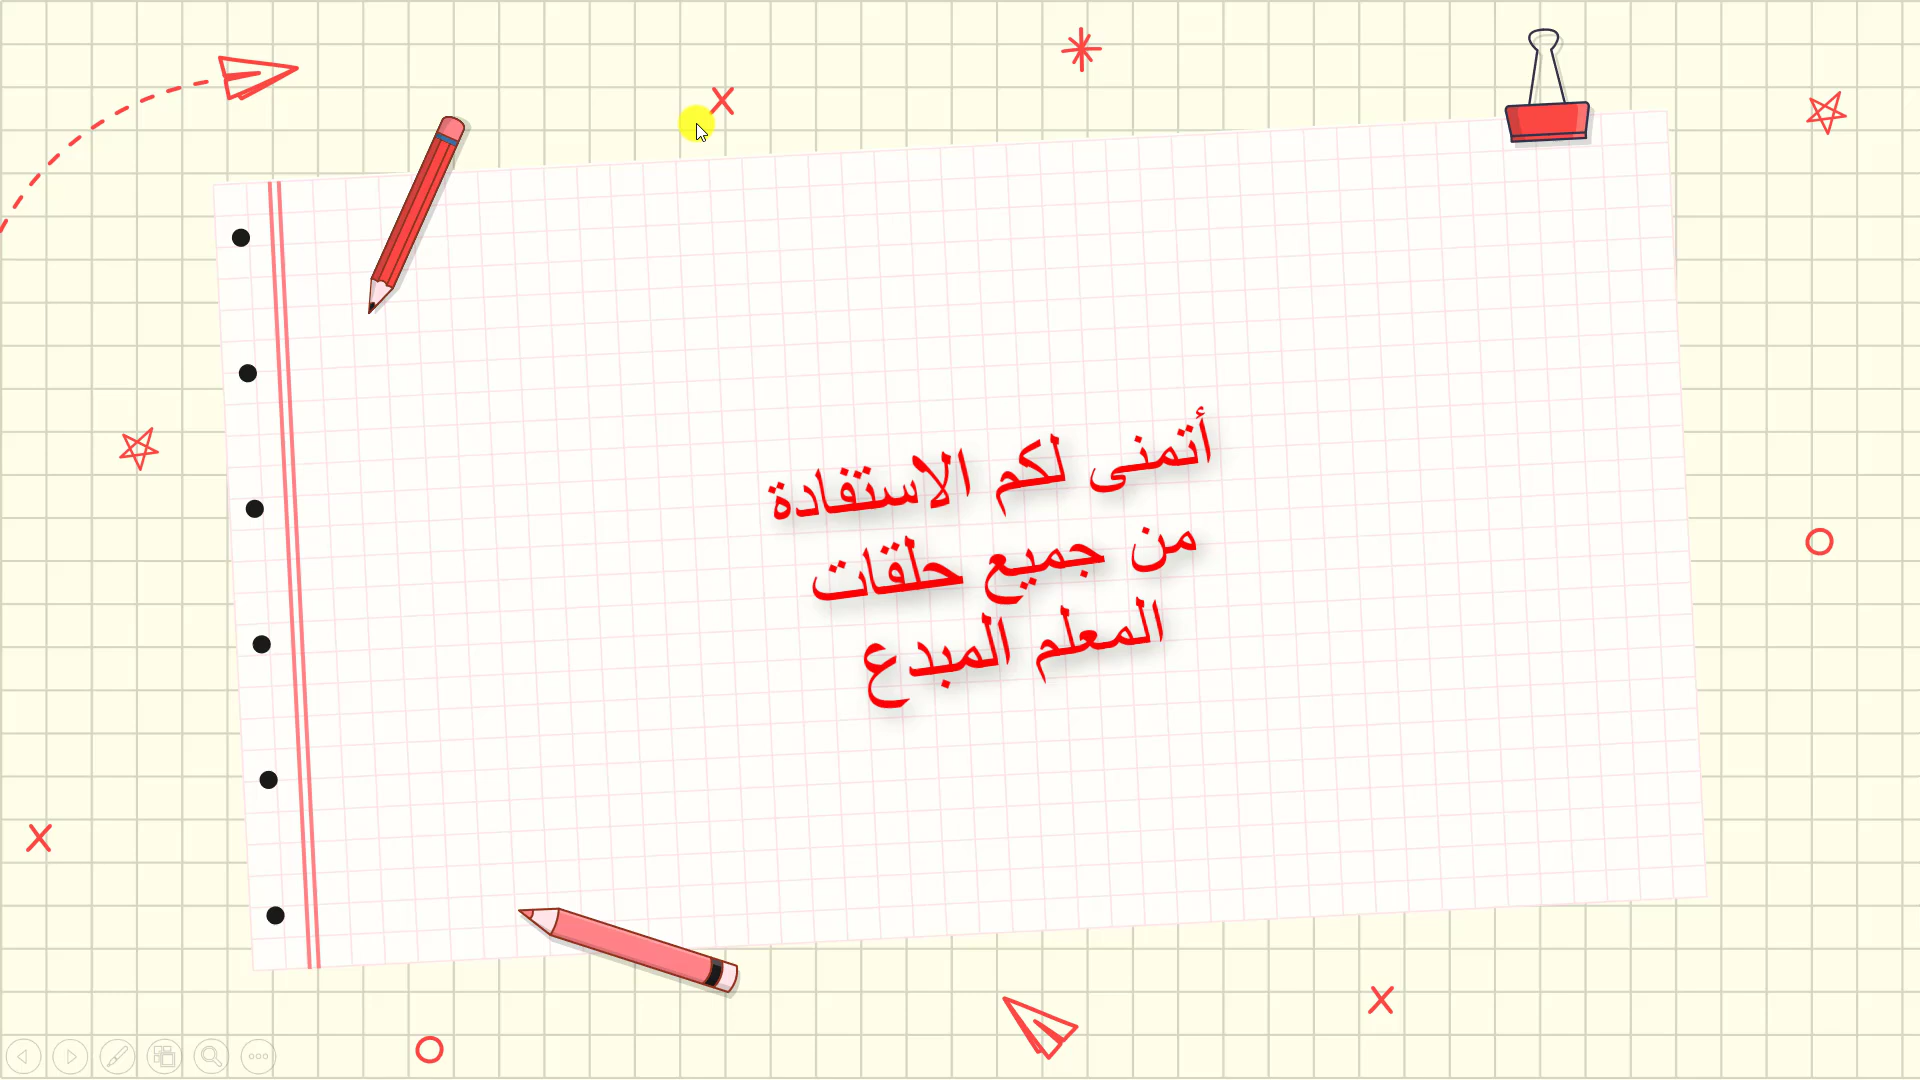 أتمنى لكم الاستفادة
من جميع حلقات
المعلم المبدع